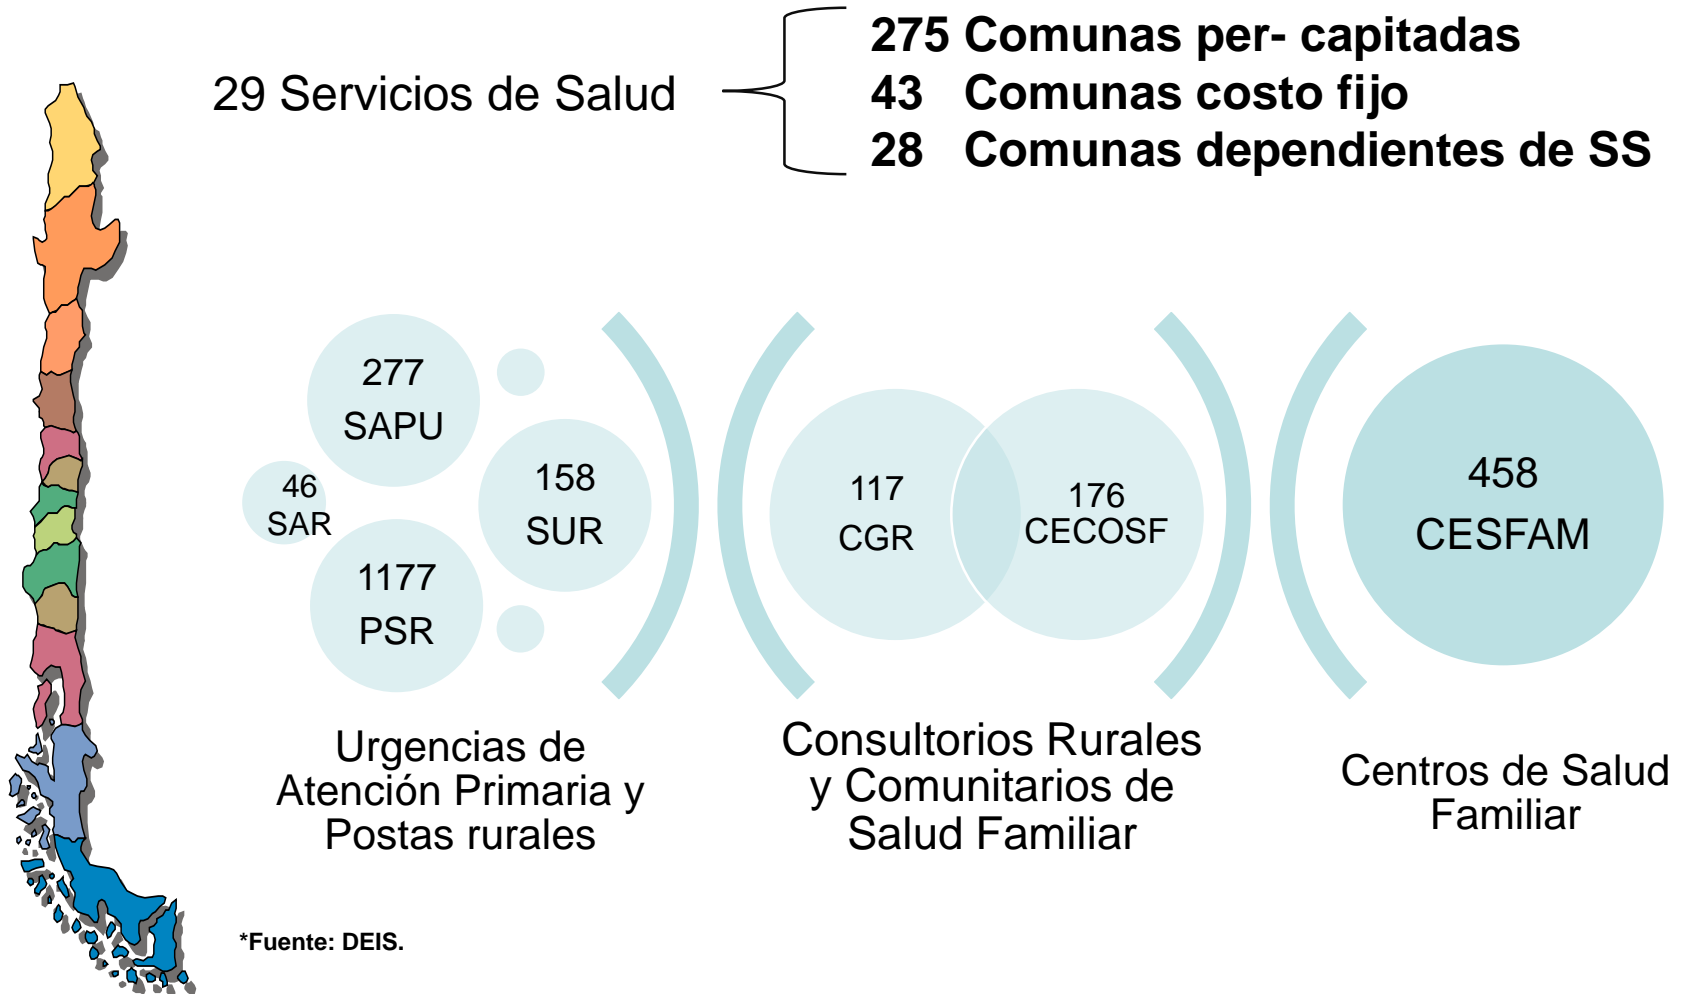 29 Servicios de Salud
275 Comunas per- capitadas
43 Comunas costo fijo
28 Comunas dependientes de SS
277
SAPU
46
SAR
158
SUR
1177
PSR
117
CGR
176
CECOSF
458
CESFAM
Urgencias de
Atención Primaria y
Postas rurales
Consultorios Rurales
y Comunitarios de
Salud Familiar
Centros de Salud
Familiar
*Fuente: DEIS.